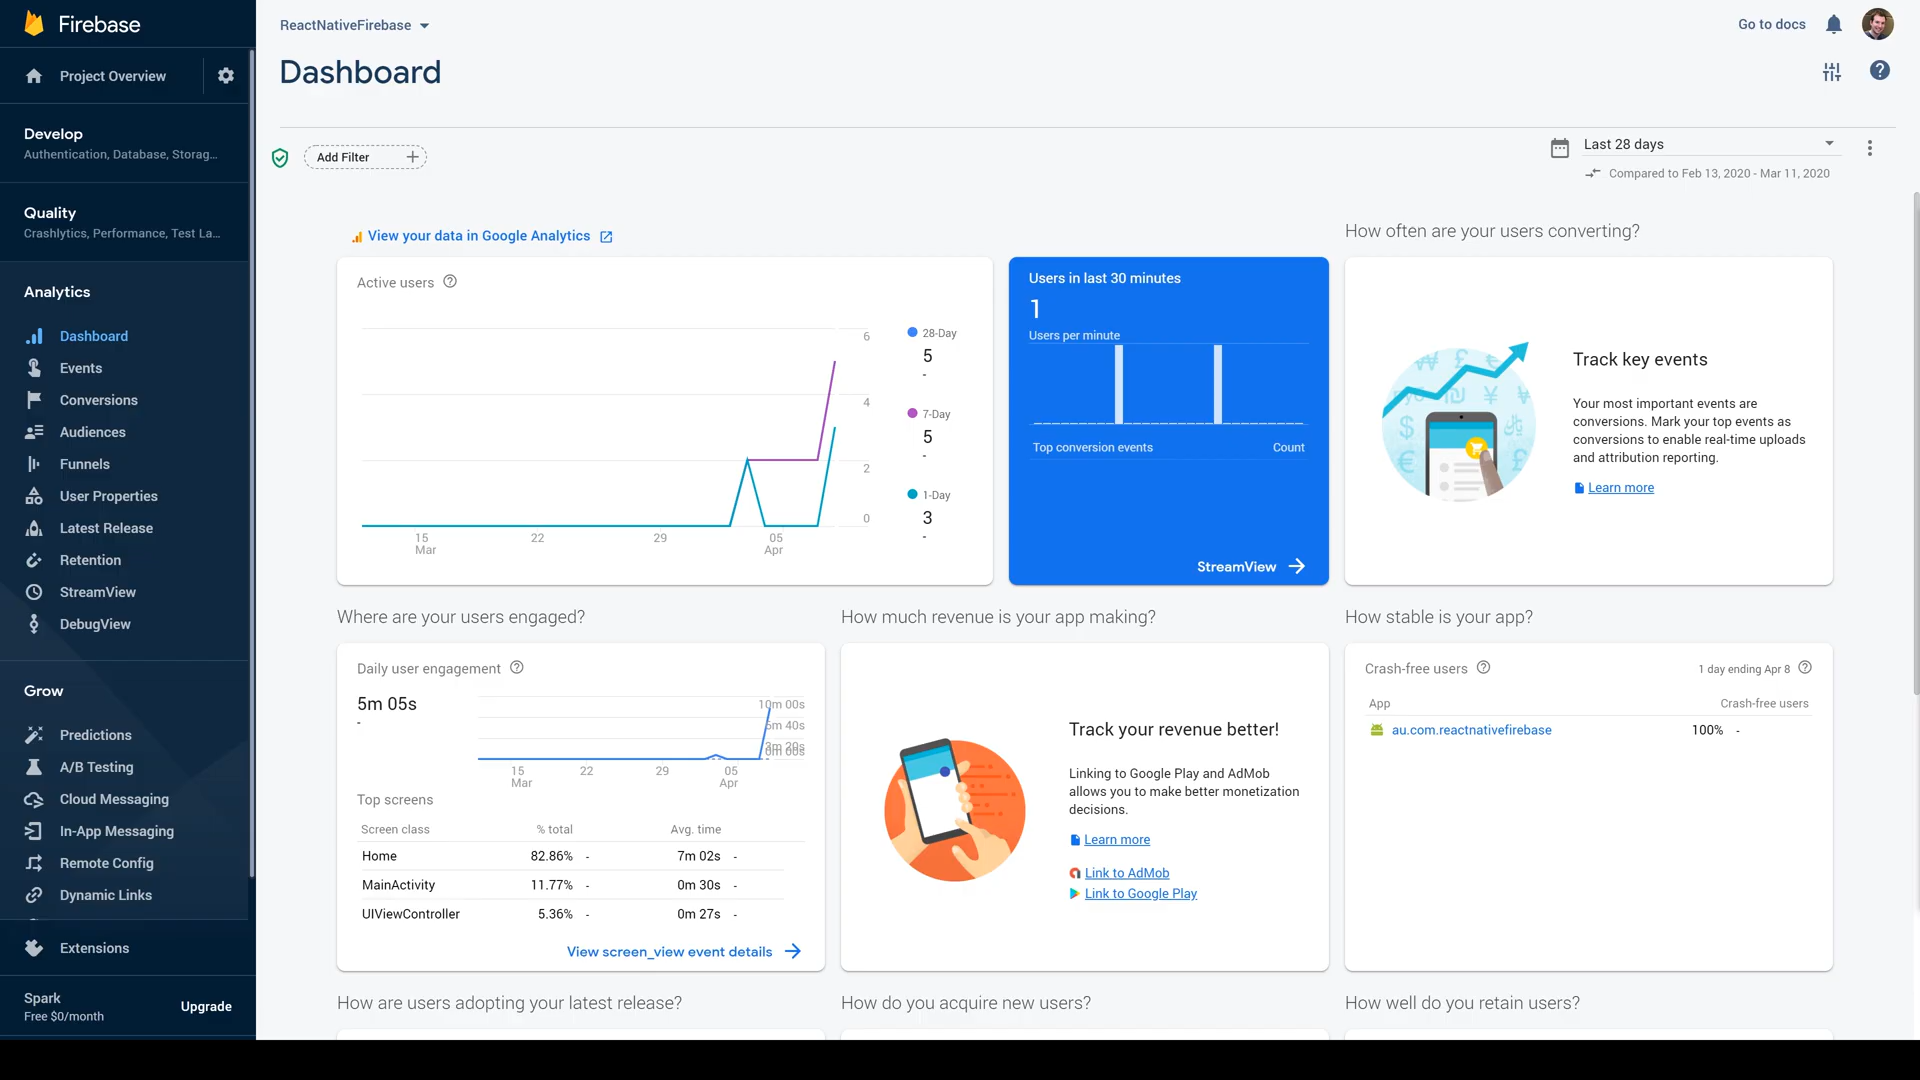 Firebase
Project Overview
Develop
Authentication, Database, Storag...
Quality
Crashlytics, Performance, Test La...
Analytics
Dashboard
Events
Conversions
Audiences
Funnels
User Properties
Latest Release
Retention
StreamView
DebugView
Grow
Predictions
A/B Testing
Cloud Messaging
In-App Messaging
Remote Config
Dynamic Links
Extensions
Spark
Free $0/month
Upgrade
ReactNativeFirebase
Go to docs
Dashboard
Add Filter
Last 28 days
Compared to Feb 13, 2020 - Mar 11, 2020
View your data in Google Analytics
Active users
6
4
2
0
15
Mar
22
29
05
Apr
28-Day
5
-
7-Day
5
-
1-Day
3
-
Users in last 30 minutes
1
Users per minute
Top conversion events Count
StreamView
How often are your users converting?
Track key events
Your most important events are
conversions. Mark your top events as
conversions to enable real-time uploads
and attribution reporting.
Learn more
Where are your users engaged?
Daily user engagement
5m 05s
-
10m 00s
6m 40s
3m 20s
0m 00s
15
Mar
22
29
05
Apr
Top screens
Screen class % total Avg. time
Home 82.86% - 7m 02s -
MainActivity 11.77% - 0m 30s -
UIViewController 5.36% - 0m 27s -
View screen_view event details
How much revenue is your app making?
Track your revenue better!
Linking to Google Play and AdMob
allows you to make better monetization
decisions.
Learn more
Link to AdMob
Link to Google Play
How stable is your app?
Crash-free users 1 day ending Apr 8
App Crash-free users
au.com.reactnativefirebase 100% -
How are users adopting your latest release?
How do you acquire new users?
How well do you retain users?